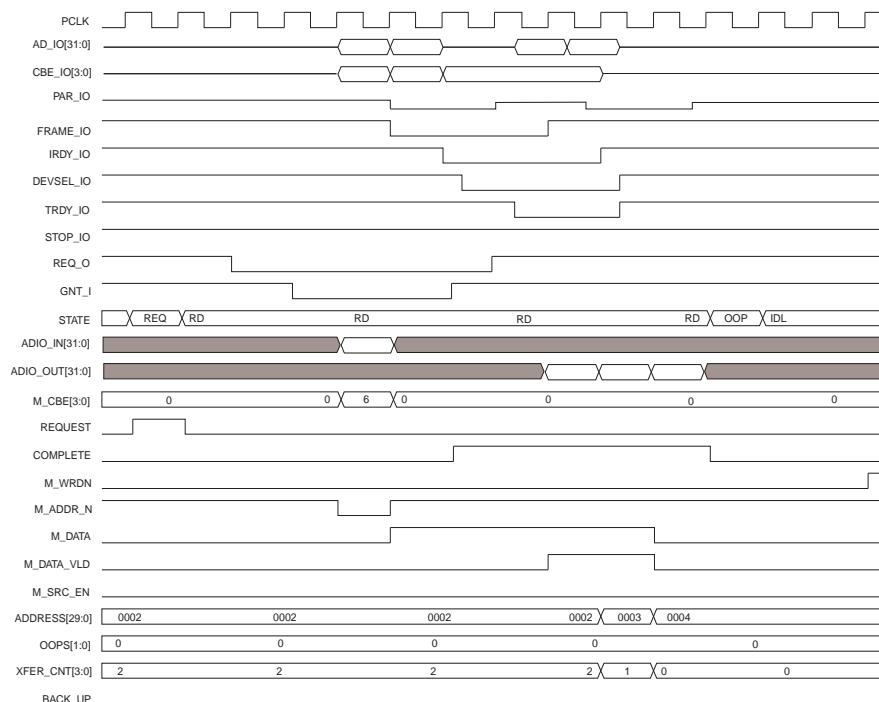 PCLK
AD_IO[31:0]
CBE_IO[3:0]
PAR_IO
FRAME_IO
IRDY_IO
DEVSEL_IO
TRDY_IO
STOP_IO
REQ_O
GNT_I
STATE REQ RD RD RD RD OOP IDL
ADIO_IN[31:0]
ADIO_OUT[31:0]
M_CBE[3:0] 0 0 6 0 0 0 0
REQUEST
COMPLETE
M_WRDN
M_ADDR_N
M_DATA
M_DATA_VLD
M_SRC_EN
ADDRESS[29:0] 0002 0002 0002 0002 0003 0004
OOPS[1:0] 0 0 0 0 0
XFER_CNT[3:0] 2 2 2 2 1 0 0
BACK_UP